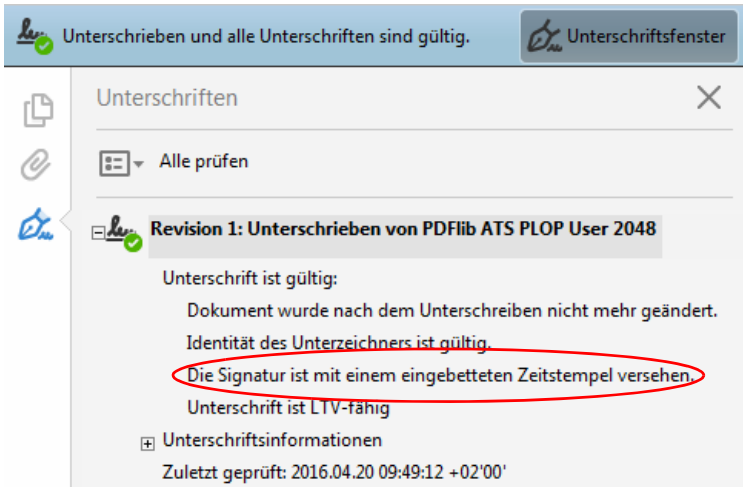 Unterschrieben und alle Unterschriften sind gültig.
Unterschriftsfenster
Unterschriften
Alle prüfen
Revision 1: Unterschrieben von PDFlib ATS PLOP User 2048
Unterschrift ist gültig:
Dokument wurde nach dem Unterschreiben nicht mehr geändert.
Identität des Unterzeichners ist gültig.
Die Signatur ist mit einem eingebetteten Zeitstempel versehen.
Unterschrift ist LTV-fähig
Unterschriftsinformationen
Zuletzt geprüft: 2016.04.20 09:49:12 +02'00'